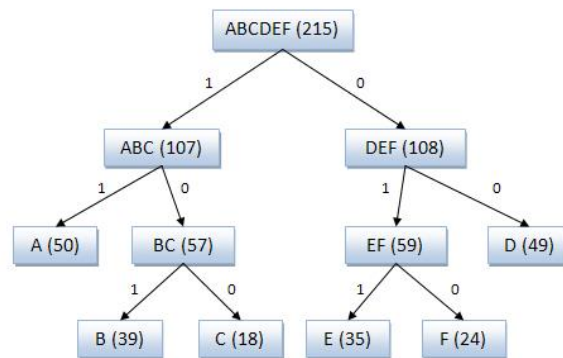 ABCDEF (215)
1 0
ABC (107) DEF (108)
1 0 1 0
A (50) BC (57) EF (59) D (49)
1 0 1 0
B (39) C (18) E (35) F (24)